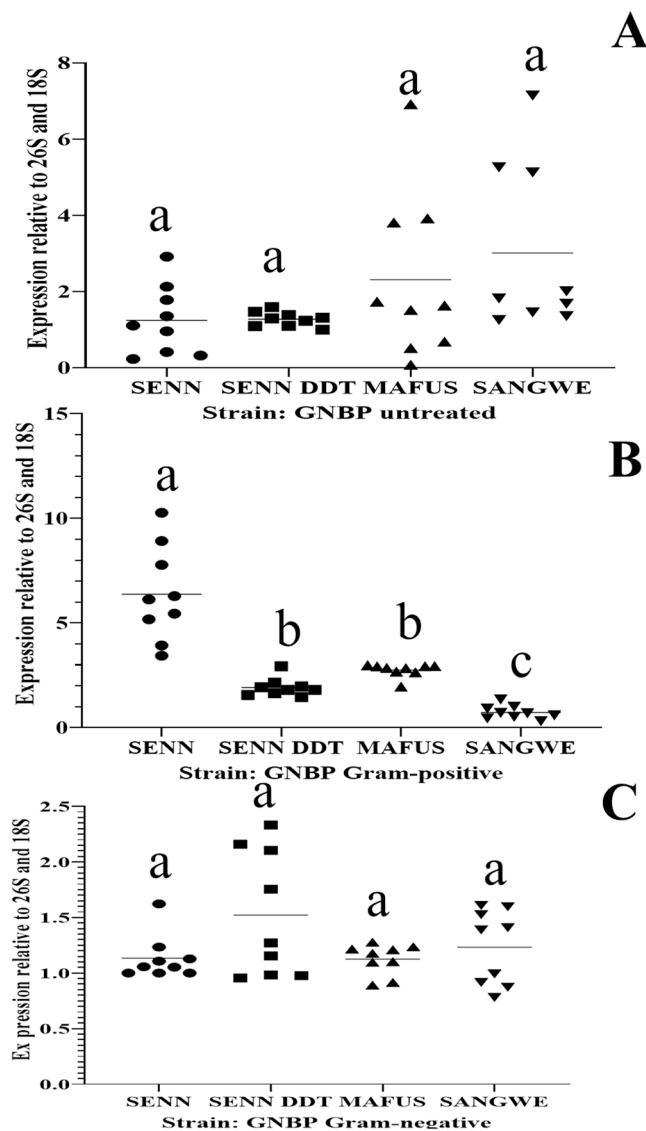 A
Expression relative to 26S and 18S
8
6
4
2
0
a
a
a
a
SENN
SENN DDT
MAFUS
SANGWE
Strain: GNBP untreated
B
Expression relative to 26S and 18S
15
10
5
0
a
b
b
c
SENN
SENN DDT
MAFUS
SANGWE
Strain: GNBP Gram-positive
C
Ex pression relative to 26S and 18S
2.5
2.0
1.5
1.0
0.5
0.0
a
a
a
a
SENN
SENN DDT
MAFUS
SANGWE
Strain: GNBP Gram-negative